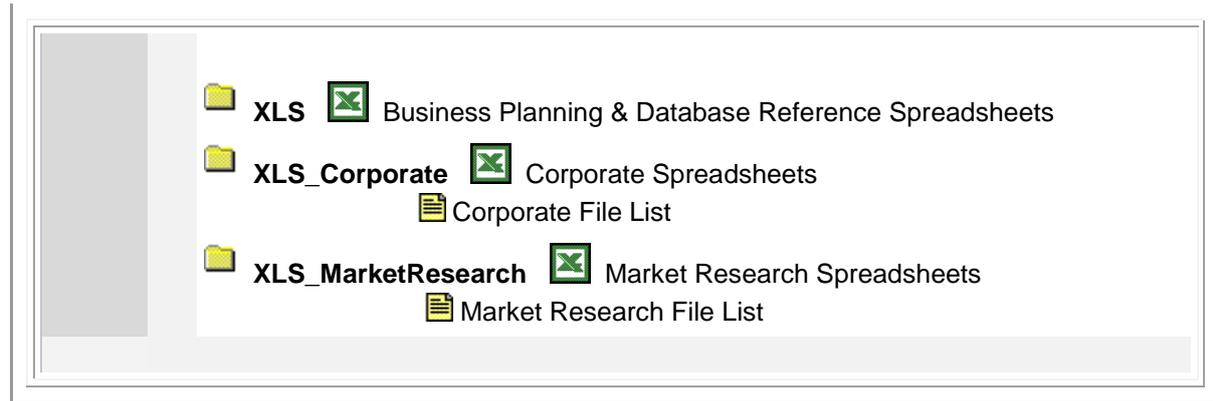 XLS Business Planning & Database Reference Spreadsheets
XLS_Corporate Corporate Spreadsheets
Corporate File List
XLS_MarketResearch Market Research Spreadsheets
Market Research File List